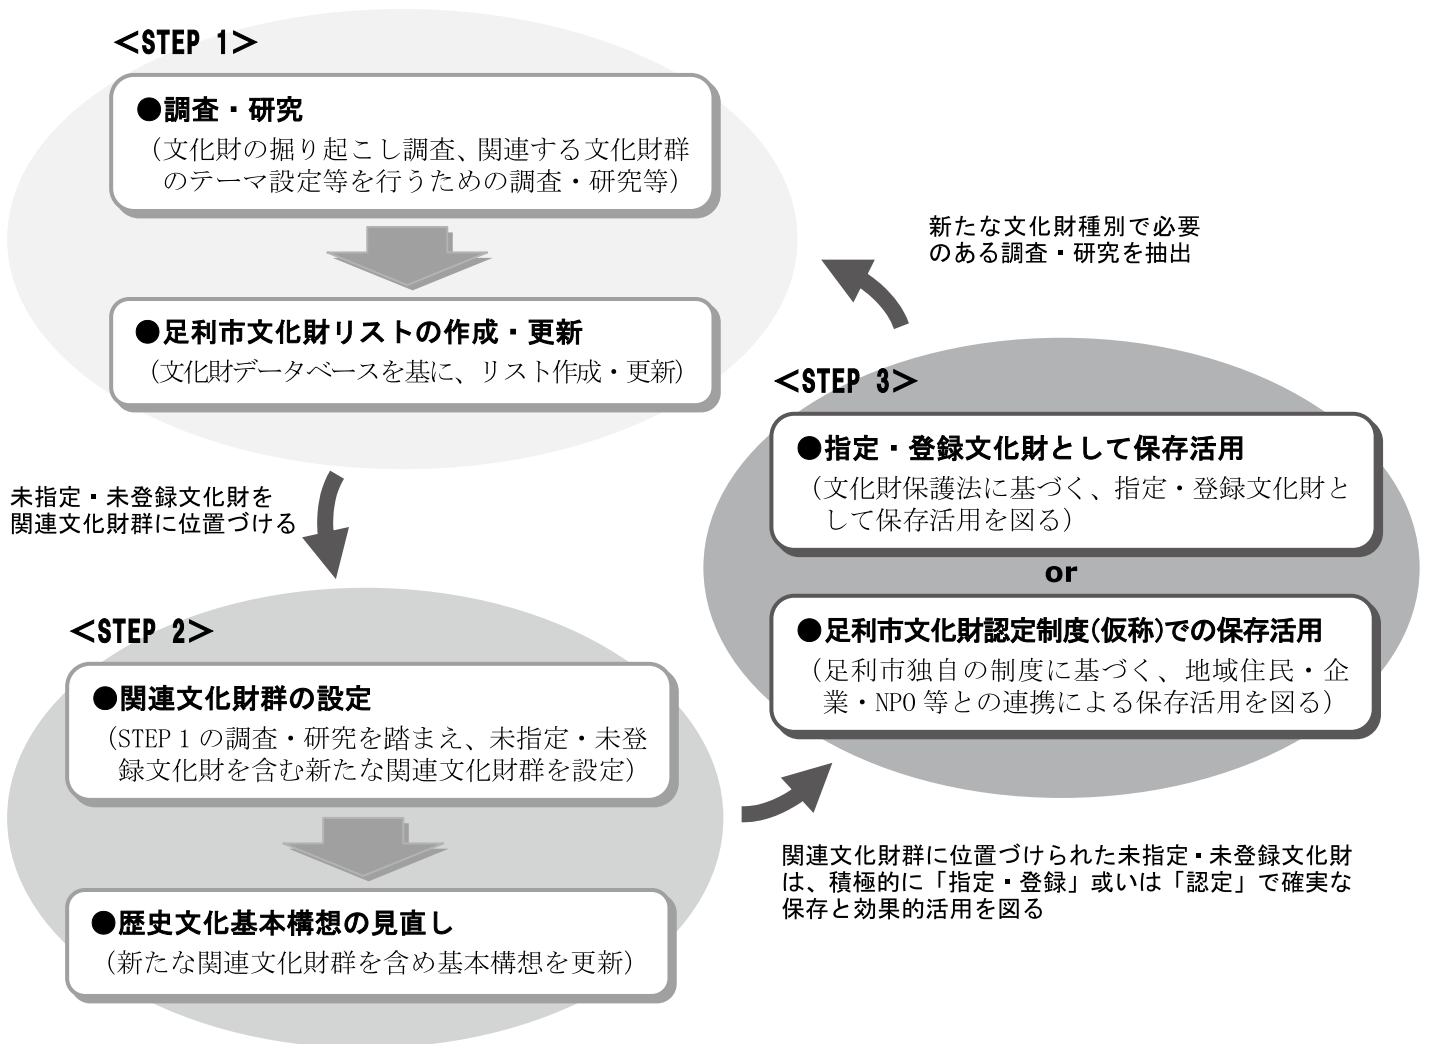 <STEP 1>
●調査・研究
（文化財の掘り起こし調査、関連する文化財群
のテーマ設定等を行うための調査・研究等）
●足利市文化財リストの作成・更新
（文化財データベースを基に、リスト作成・更新）
未指定・未登録文化財を
関連文化財群に位置づける
<STEP 2>
●関連文化財群の設定
（STEP 1 の調査・研究を踏まえ、未指定・未登
録文化財を含む新たな関連文化財群を設定）
●歴史文化基本構想の見直し
（新たな関連文化財群を含め基本構想を更新）
関連文化財群に位置づけられた未指定・未登録文化財
は、積極的に「指定・登録」或いは「認定」で確実な
保存と効果的活用を図る
<STEP 3>
●指定・登録文化財として保存活用
（文化財保護法に基づく、指定・登録文化財と
して保存活用を図る）
or
●足利市文化財認定制度(仮称)での保存活用
（足利市独自の制度に基づく、地域住民・企
業・NPO 等との連携による保存活用を図る）
新たな文化財種別で必要
のある調査・研究を抽出